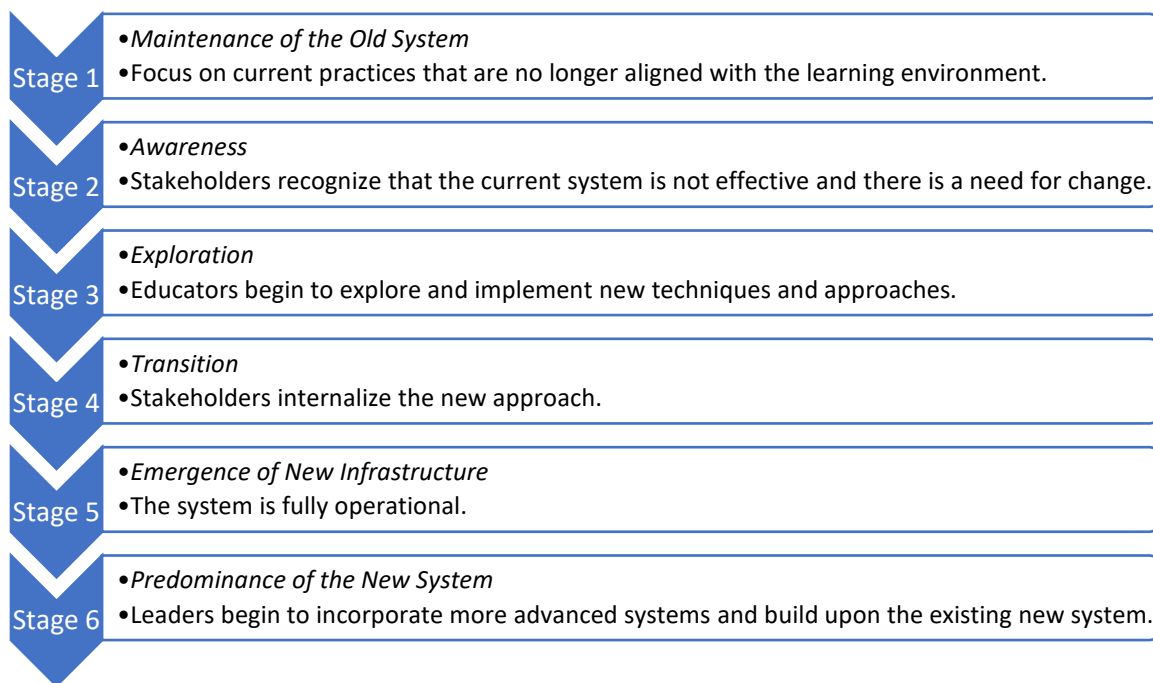 Stage 1
•Maintenance of the Old System
•Focus on current practices that are no longer aligned with the learning environment.
Stage 2
•Awareness
•Stakeholders recognize that the current system is not effective and there is a need for change.
Stage 3
•Exploration
•Educators begin to explore and implement new techniques and approaches.
Stage 4
•Transition
•Stakeholders internalize the new approach.
Stage 5
•Emergence of New Infrastructure
•The system is fully operational.
Stage 6
•Predominance of the New System
•Leaders begin to incorporate more advanced systems and build upon the existing new system.